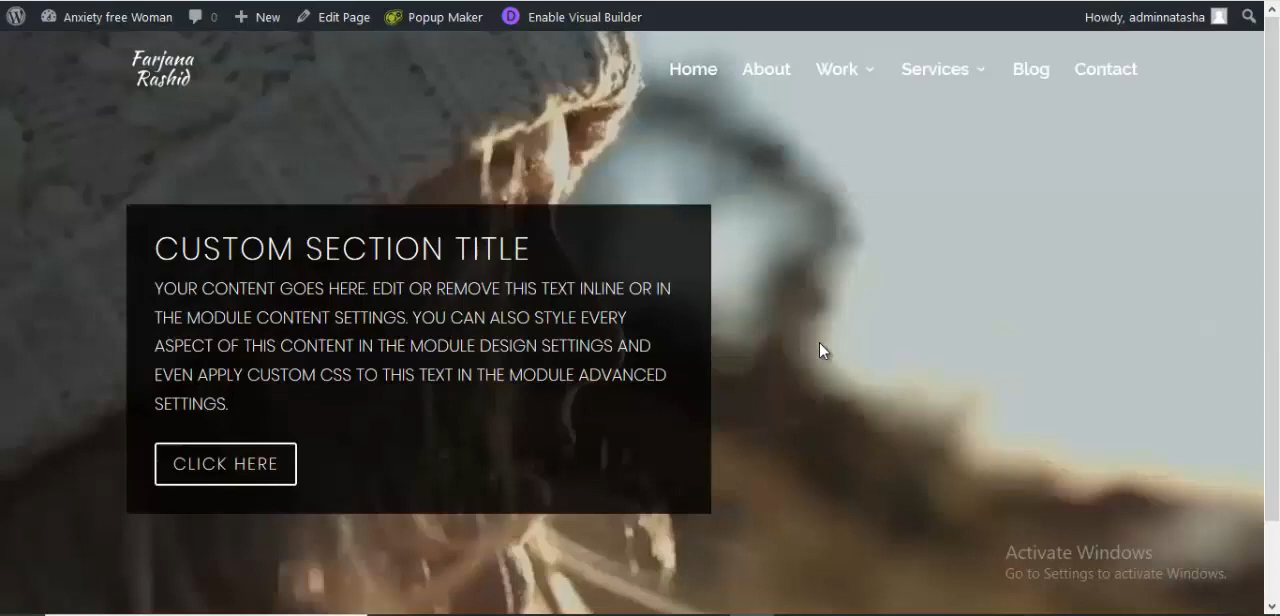 Anxiety free Woman 0 New Edit Page Popup Maker Enable Visual Builder Howdy, adminnatasha
Farjana
Rashid
Home About Work Services Blog Contact
CUSTOM SECTION TITLE
YOUR CONTENT GOES HERE. EDIT OR REMOVE THIS TEXT INLINE OR IN
THE MODULE CONTENT SETTINGS. YOU CAN ALSO STYLE EVERY
ASPECT OF THIS CONTENT IN THE MODULE DESIGN SETTINGS AND
EVEN APPLY CUSTOM CSS TO THIS TEXT IN THE MODULE ADVANCED
SETTINGS.
CLICK HERE
Activate Windows
Go to Settings to activate Windows.